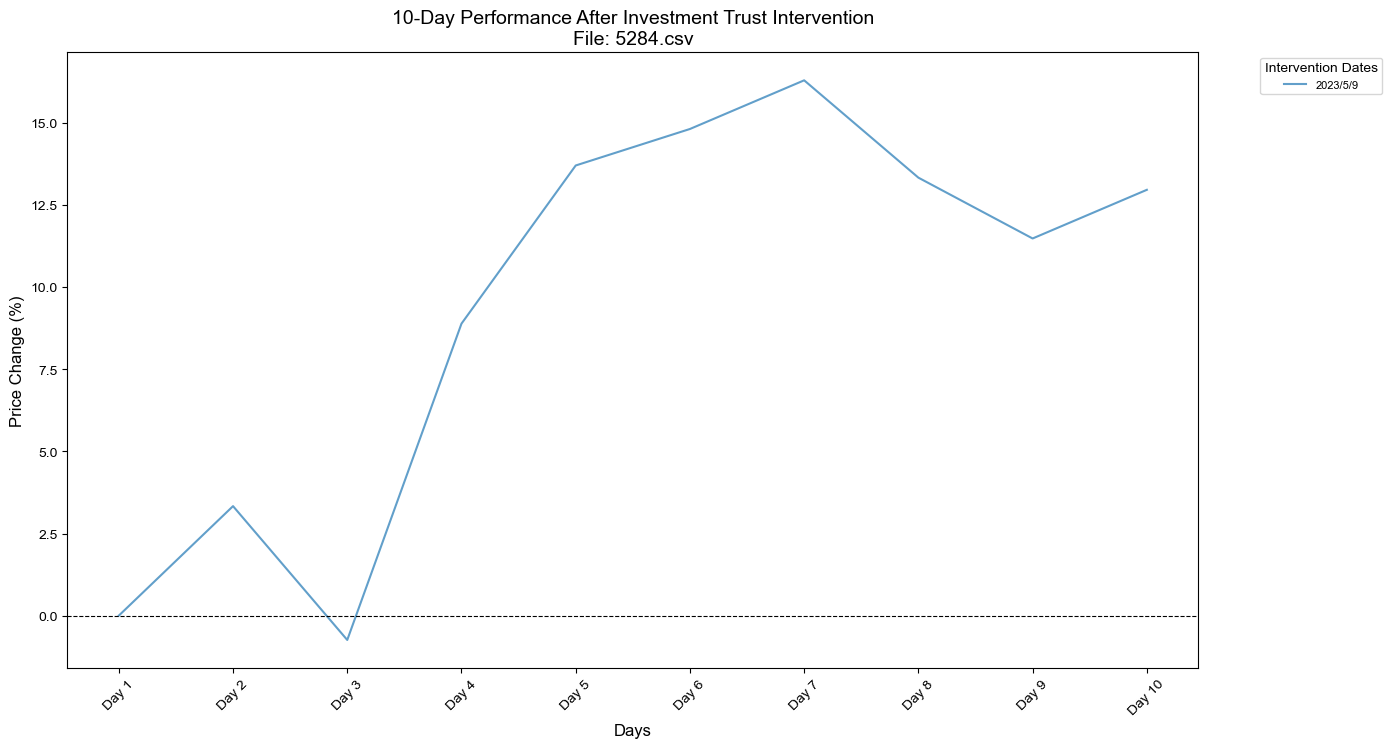 10-Day Performance After Investment Trust Intervention
File: 5284.csv
Intervention Dates
2023/5/9
Price Change (%)
15.0
12.5
10.0
7.5
5.0
2.5
0.0
Day 1
Day 2
Day 3
Day 4
Day 5
Day 6
Day 7
Day 8
Day 9
Day 10
Days